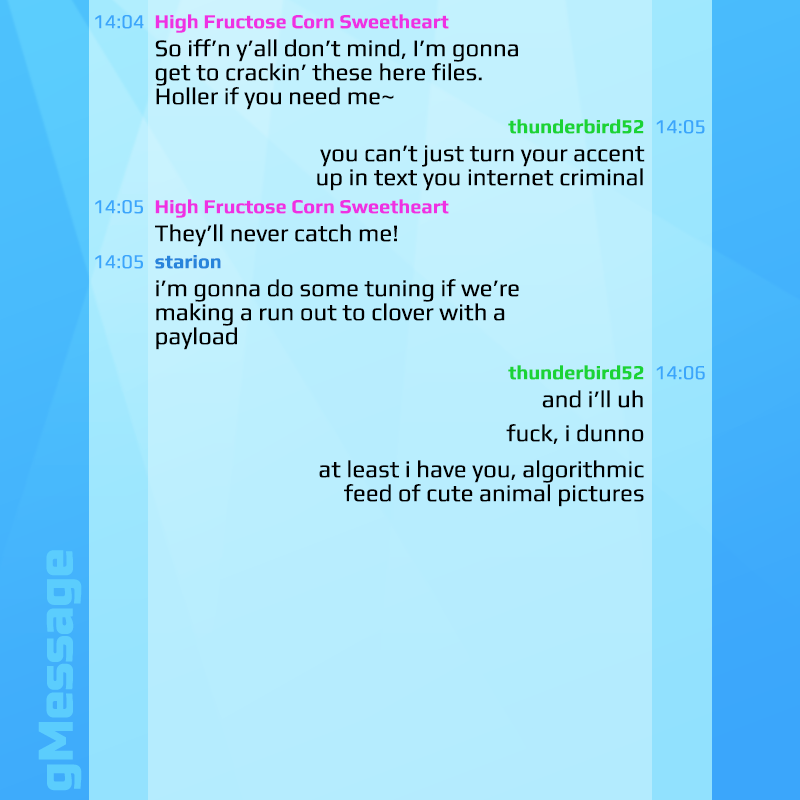 14:04 High Fructose Corn Sweetheart
So iff’n y’all don’t mind, I’m gonna
get to crackin’ these here files.
Holler if you need me~
thunderbird52 14:05
you can’t just turn your accent
up in text you internet criminal
14:05 High Fructose Corn Sweetheart
They’ll never catch me!
14:05 starion
i’m gonna do some tuning if we’re
making a run out to clover with a
payload
thunderbird52 14:06
and i’ll uh
fuck, i dunno
at least i have you, algorithmic
feed of cute animal pictures
gMessage